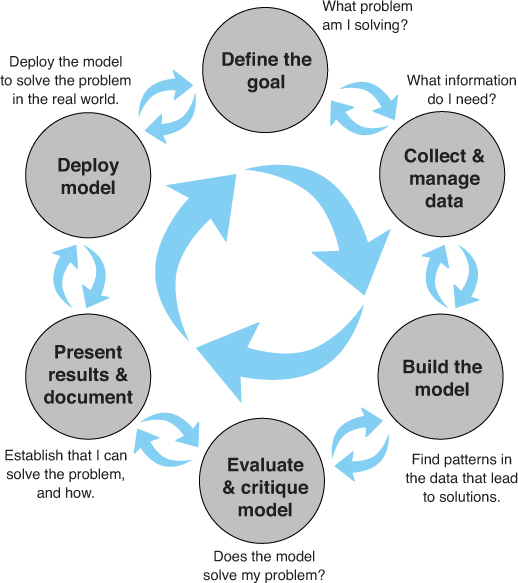 What problem
am I solving?
Define the
goal
What information
do I need?
Collect &
manage
data
Build the
model
Find patterns in
the data that lead
to solutions.
Evaluate
& critique
model
Does the model
solve my problem?
Present
results &
document
Establish that I can
solve the problem,
and how.
Deploy
model
Deploy the model
to solve the problem
in the real world.